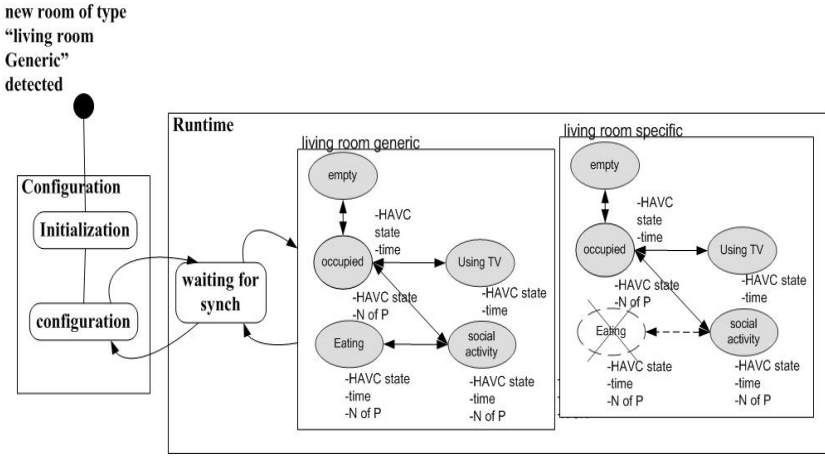 new room of type
“living room
Generic”
detected
Configuration
Initialization
configuration
Runtime
waiting for
synch
living room generic
empty
-HAVC
state
-time
occupied
Using TV
-HAVC state
-N of P
-HAVC state
-time
Eating
social
activity
-HAVC state
-time
-N of P
-HAVC state
-time
-N of P
living room specific
empty
-HAVC
state
-time
occupied
Using TV
-HAVC state
-N of P
-HAVC state
-time
Eating
social
activity
-HAVC state
-time
-N of P
-HAVC state
-time
-N of P